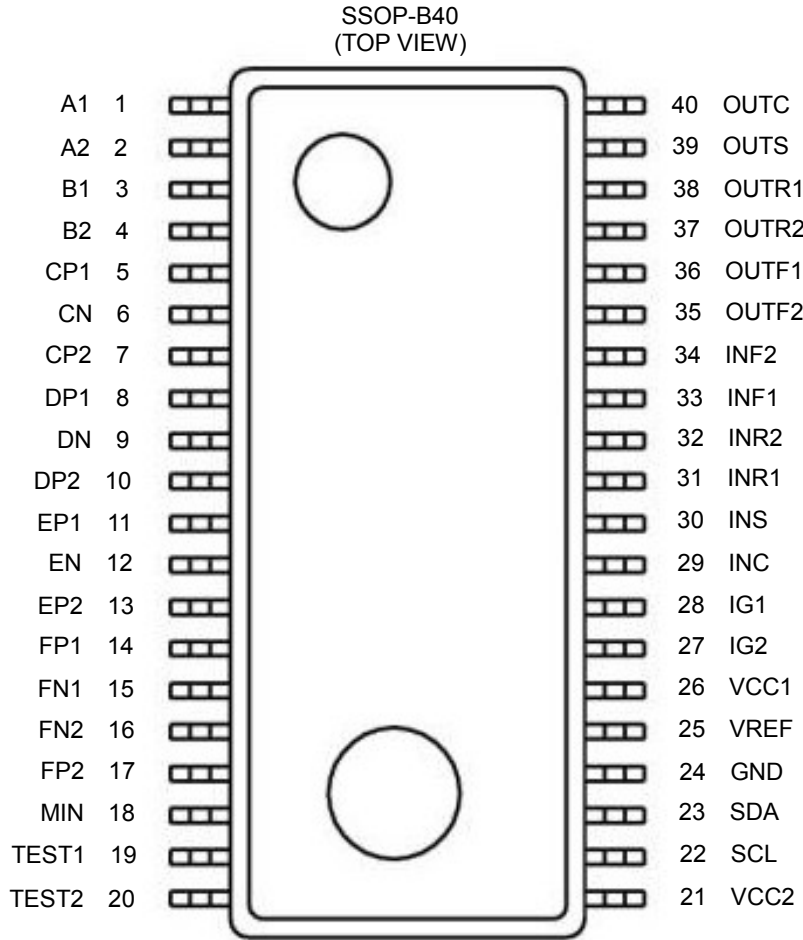 SSOP-B40
(TOP VIEW)
A1 1 40 OUTC
A2 2 39 OUTS
B1 3 38 OUTR1
B2 4 37 OUTR2
CP1 5 36 OUTF1
CN 6 35 OUTF2
CP2 7 34 INF2
DP1 8 33 INF1
DN 9 32 INR2
DP2 10 31 INR1
EP1 11 30 INS
EN 12 29 INC
EP2 13 28 IG1
FP1 14 27 IG2
FN1 15 26 VCC1
FN2 16 25 VREF
FP2 17 24 GND
MIN 18 23 SDA
TEST1 19 22 SCL
TEST2 20 21 VCC2